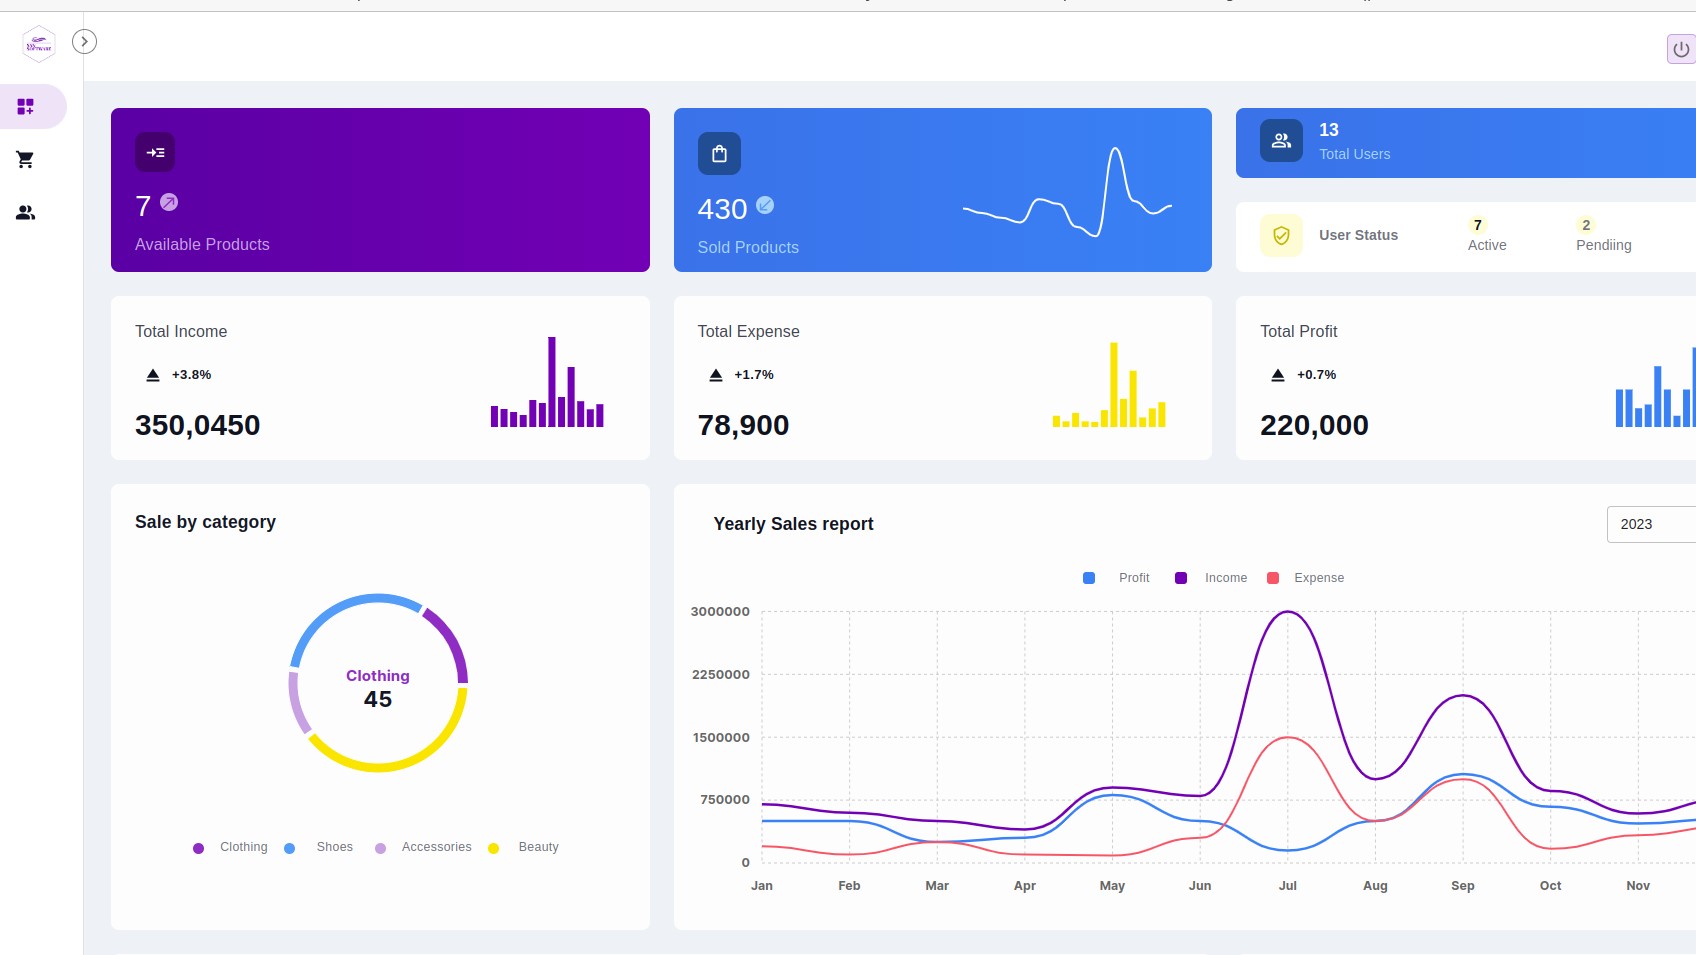 SOFTWARE
7
Available Products
430
Sold Products
13
Total Users
User Status
7
Active
2
Pendiing
Total Income
+3.8%
350,0450
Total Expense
+1.7%
78,900
Total Profit
+0.7%
220,000
Sale by category
Clothing
45
Clothing Shoes Accessories Beauty
Yearly Sales report
2023
Profit Income Expense
3000000
2250000
1500000
750000
0
Jan Feb Mar Apr May Jun Jul Aug Sep Oct Nov